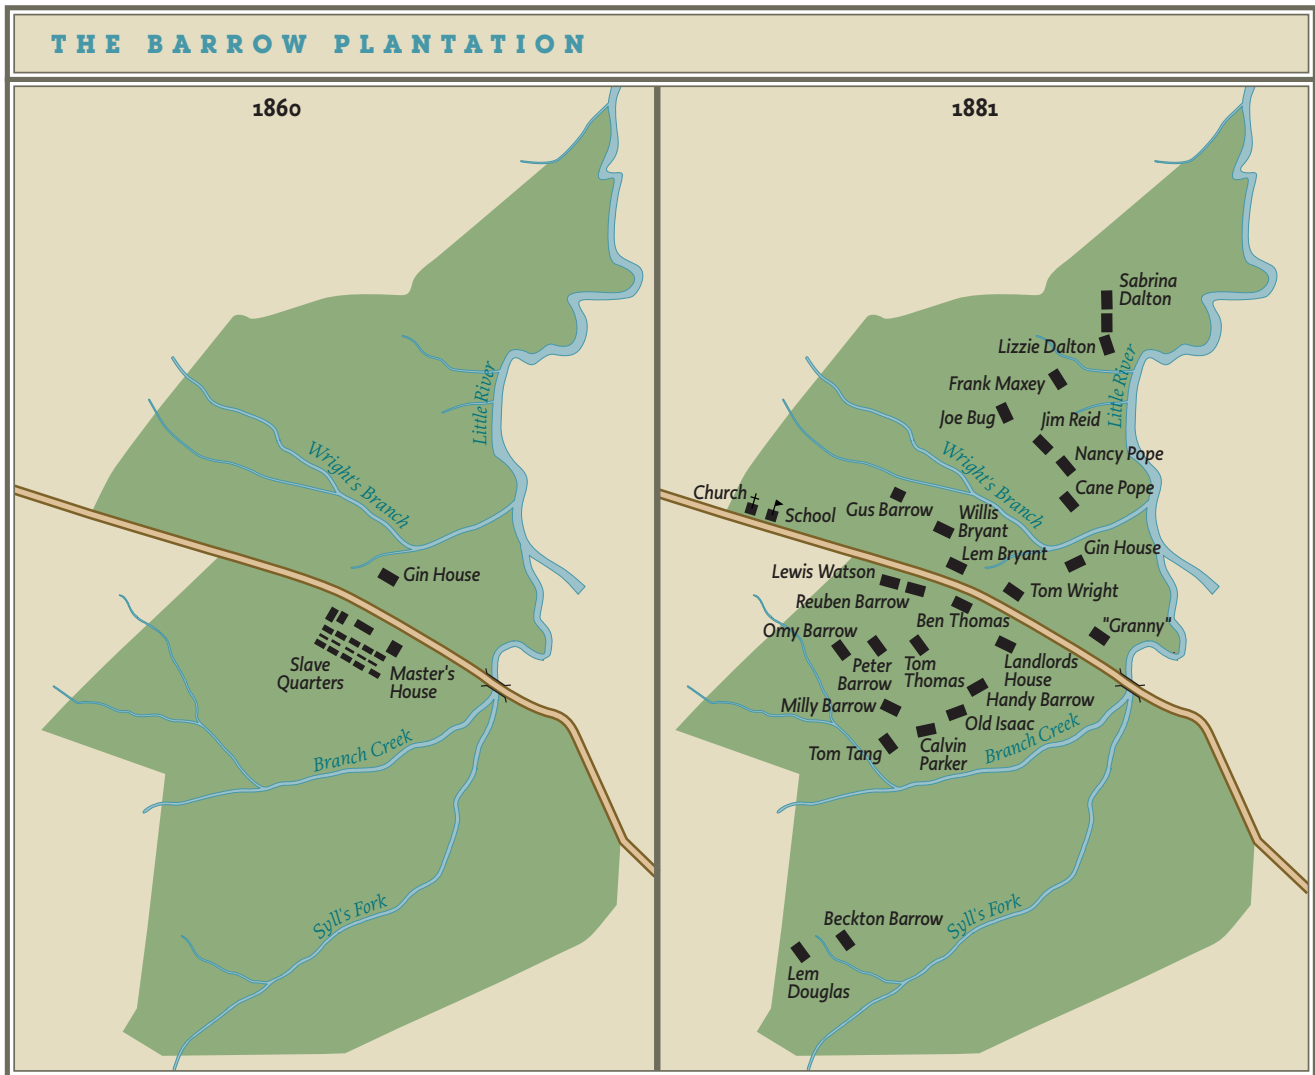 THE BARROW PLANTATION
1860
Little River
Wright's Branch
Gin House
Slave
Quarters
Master's
House
Branch Creek
Syll's Fork
1881
Sabrina
Dalton
Lizzie Dalton
Little River
Frank Maxey
Joe Bug
Jim Reid
Nancy Pope
Wright's Branch
Cane Pope
Church
School
Gus Barrow
Willis
Bryant
Lem Bryant
Gin House
Lewis Watson
Reuben Barrow
Tom Wright
Ben Thomas
"Granny"
Omy Barrow
Peter
Barrow
Tom
Thomas
Landlords
House
Handy Barrow
Milly Barrow
Old Isaac
Tom Tang
Calvin
Parker
Branch Creek
Beckton Barrow
Syll's Fork
Lem
Douglas